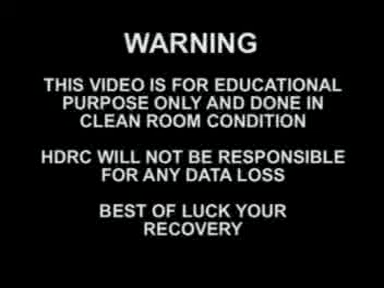 WARNING
THIS VIDEO IS FOR EDUCATIONAL
PURPOSE ONLY AND DONE IN
CLEAN ROOM CONDITION
HDRC WILL NOT BE RESPONSIBLE
FOR ANY DATA LOSS
BEST OF LUCK YOUR
RECOVERY